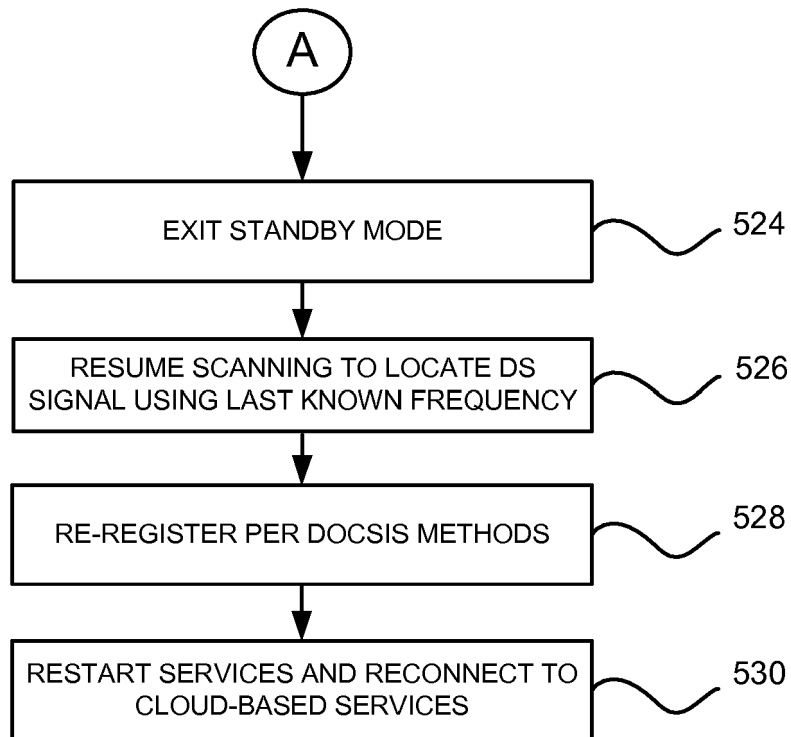 A
EXIT STANDBY MODE
524
RESUME SCANNING TO LOCATE DS
SIGNAL USING LAST KNOWN FREQUENCY
526
RE-REGISTER PER DOCSIS METHODS
528
RESTART SERVICES AND RECONNECT TO
CLOUD-BASED SERVICES
530